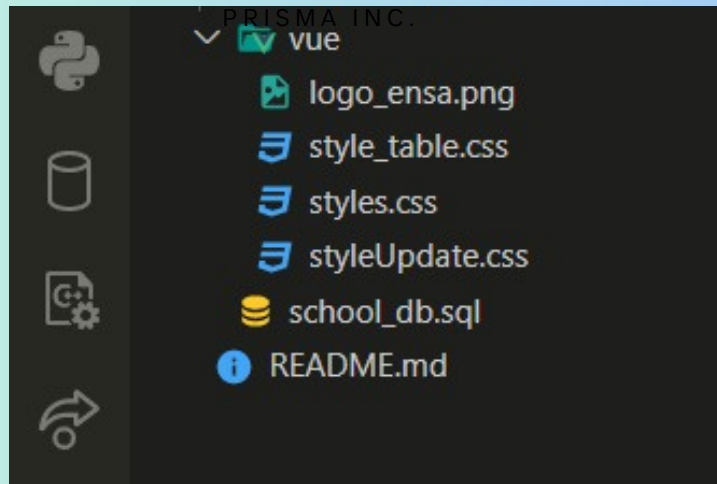 PRISMA INC.
vue
logo_ensa.png
style_table.css
styles.css
styleUpdate.css
school_db.sql
README.md